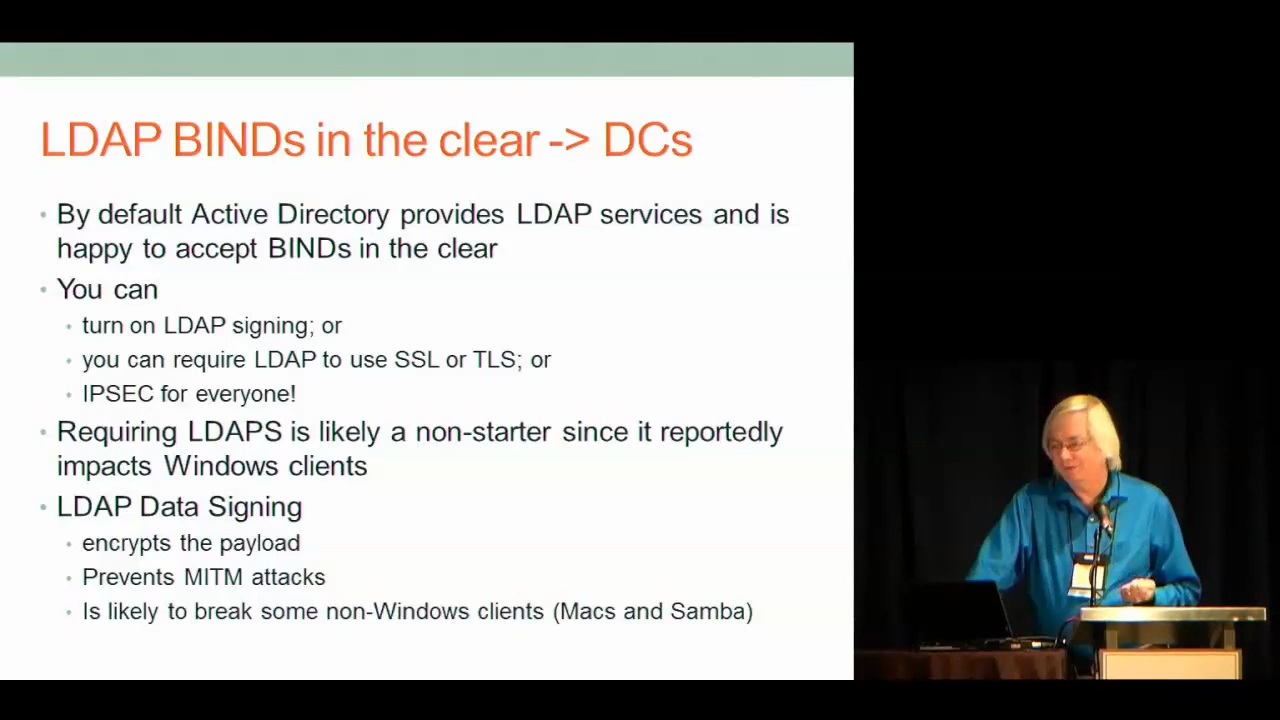 LDAP BINDs in the clear -> DCs
• By default Active Directory provides LDAP services and is
happy to accept BINDs in the clear
• You can
• turn on LDAP signing; or
• you can require LDAP to use SSL or TLS; or
• IPSEC for everyone!
• Requiring LDAPS is likely a non-starter since it reportedly
impacts Windows clients
• LDAP Data Signing
• encrypts the payload
• Prevents MITM attacks
• Is likely to break some non-Windows clients (Macs and Samba)